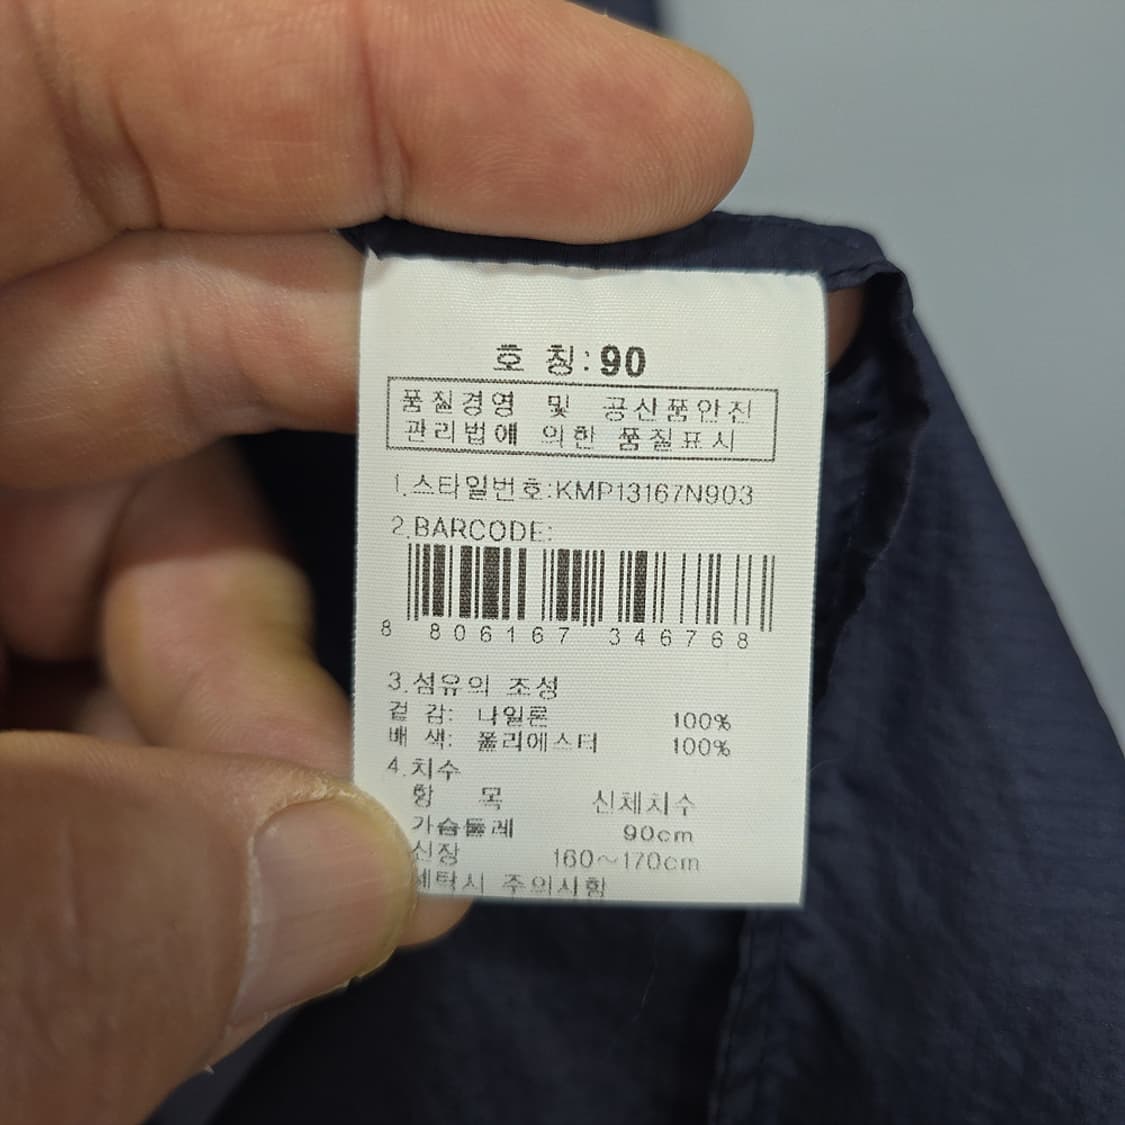 호 칭:90
품질경영 및 공산품안전
관리법에 의한 품질표시
1.스타일번호:KMP13167N903
2.BARCODE:
8 806167 346768
3.섬유의 조성
겉 감: 나일론 100%
배 색: 폴리에스터 100%
4.치수
항 목 신체치수
가슴둘레 90cm
신장 160~170cm
세탁시 주의사항